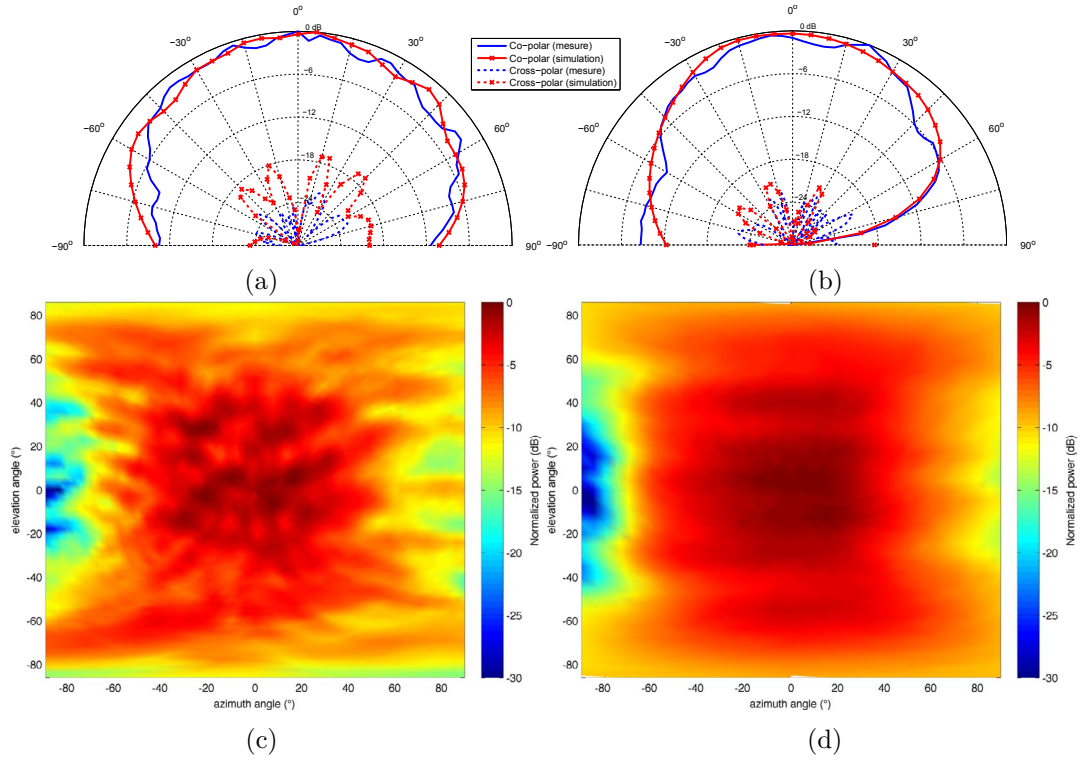 0°
−30°
30°
−60°
60°
−90°
90°
0 dB
−6
−12
−18
Co−polar (mesure)
Co−polar (simulation)
Cross−polar (mesure)
Cross−polar (simulation)
0°
−30°
30°
−60°
60°
−90°
90°
0 dB
−6
−12
−18
−24
(a)
(b)
elevation angle (°)
80
60
40
20
0
-20
-40
-60
-80
-80 -60 -40 -20 0 20 40 60 80
azimuth angle (°)
0
-5
-10
-15
-20
-25
-30
Normalized power (dB)
elevation angle (°)
80
60
40
20
0
-20
-40
-60
-80
-80 -60 -40 -20 0 20 40 60 80
azimuth angle (°)
0
-5
-10
-15
-20
-25
-30
Normalized power (dB)
(c)
(d)